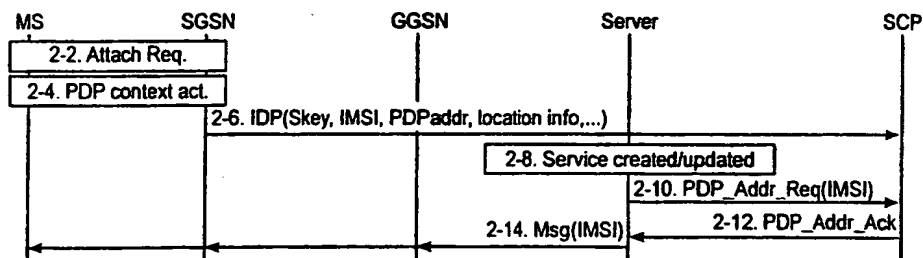 MS SGSN GGSN Server SCP
2-2. Attach Req.
2-4. PDP context act.
2-6. IDP(Skey, IMSI, PDPaddr, location info,...)
2-8. Service created/updated
2-10. PDP_Addr_Req(IMSI)
2-12. PDP_Addr_Ack
2-14. Msg(IMSI)